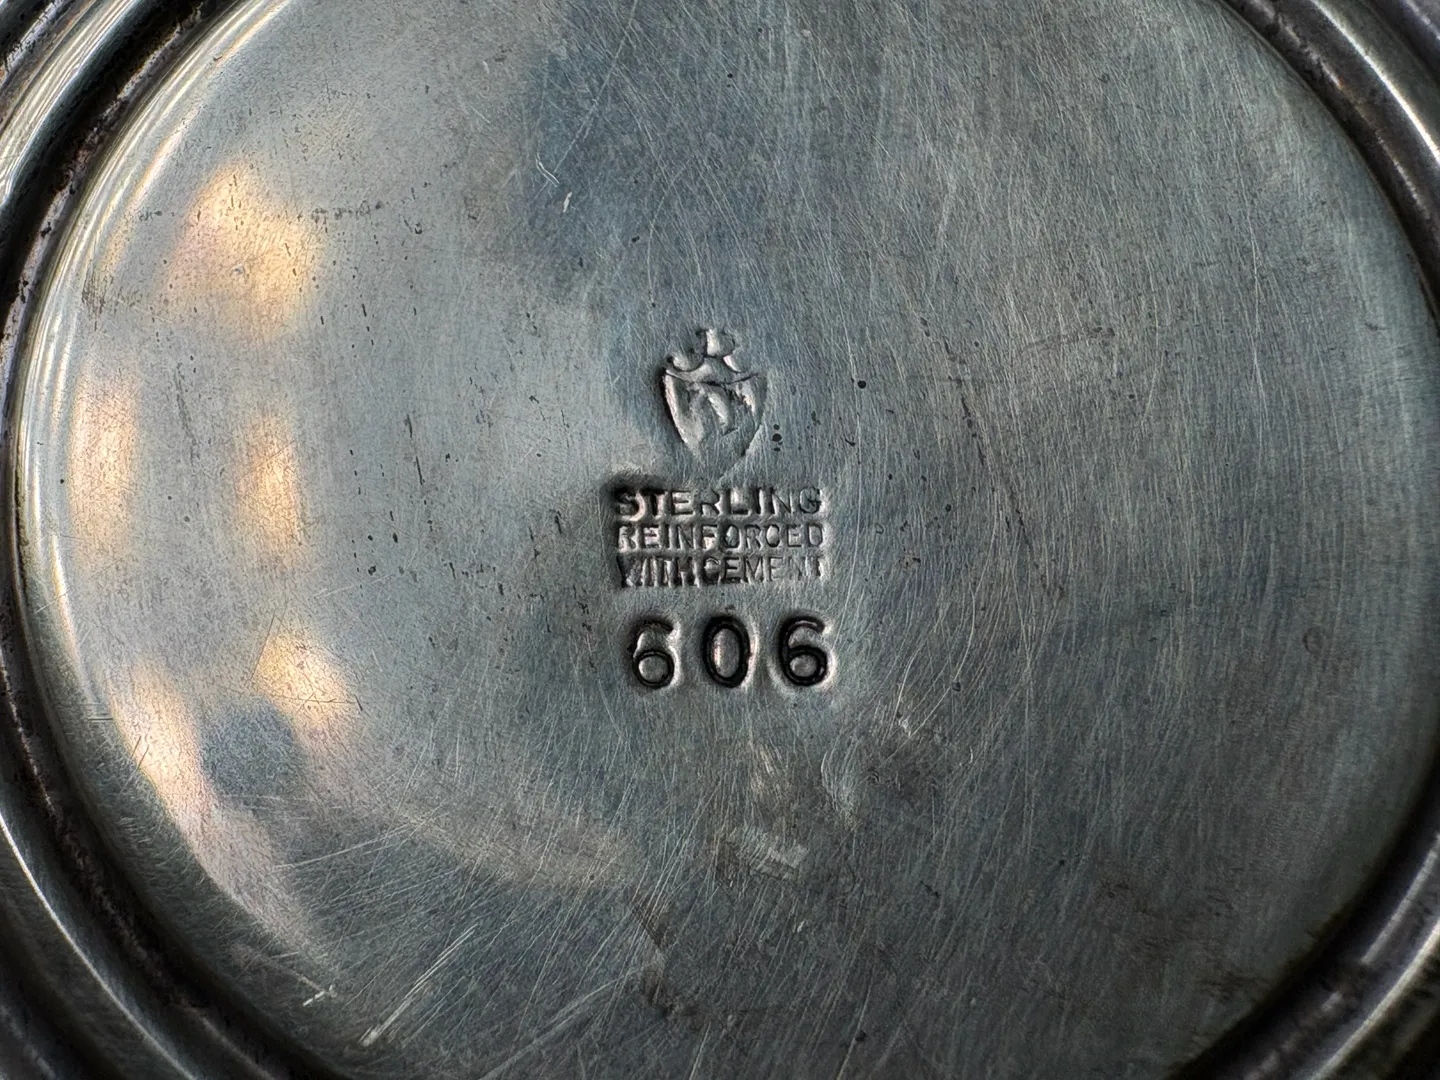 STERLING
REINFORCED
WITH CEMENT
606